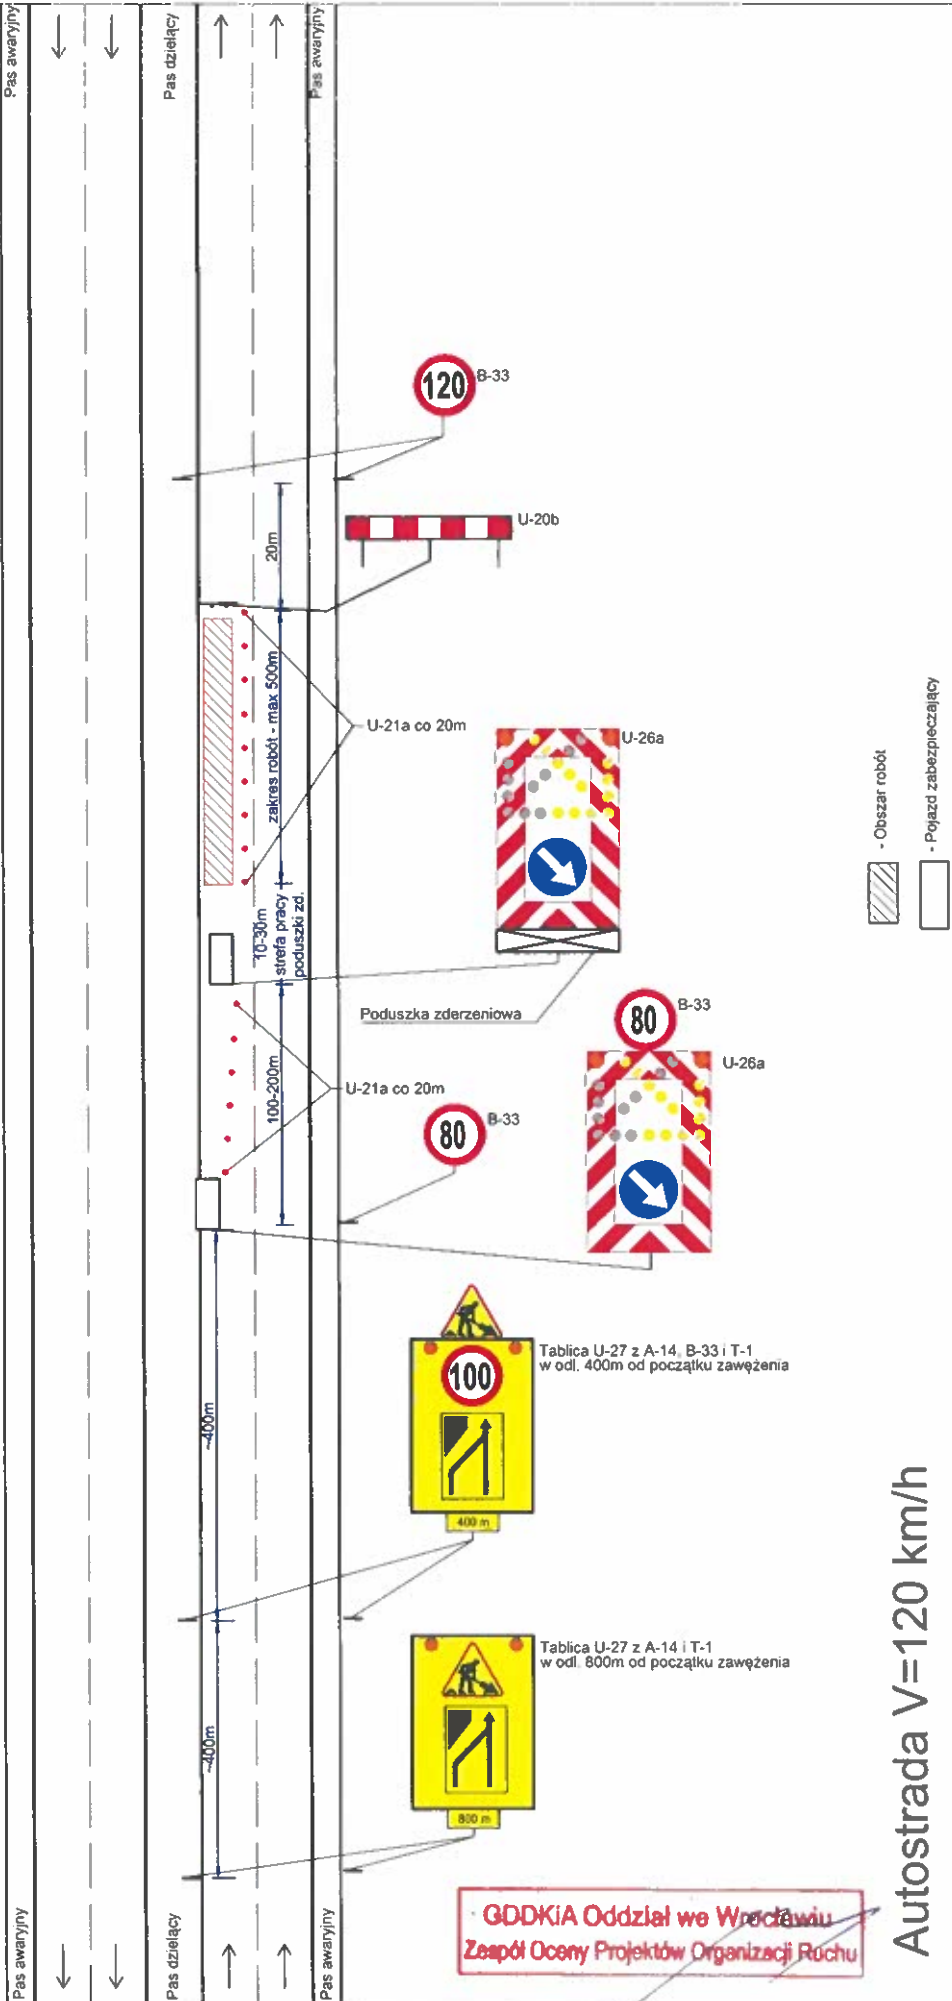 Pas awaryjny
Pas dzielący
Pas awaryjny
120
B-33
20m
U-20b
zakres robót - max 500m
U-21a co 20m
U-26a
10-30m
strefa pracy
poduszki zd.
Poduszka zderzeniowa
80
B-33
U-26a
100-200m
U-21a co 20m
80
B-33
- Obszar robót
- Pojazd zabezpieczający
Tablica U-27 z A-14, B-33 i T-1
w odl. 400m od początku zawężenia
100
400 m
~400m
Tablica U-27 z A-14 i T-1
w odl. 800m od początku zawężenia
800 m
~400m
Autostrada V=120 km/h
GDDKiA Oddział we Wrocławiu
Zespół Oceny Projektów Organizacji Ruchu
Pas awaryjny
Pas dzielący
Pas awaryjny